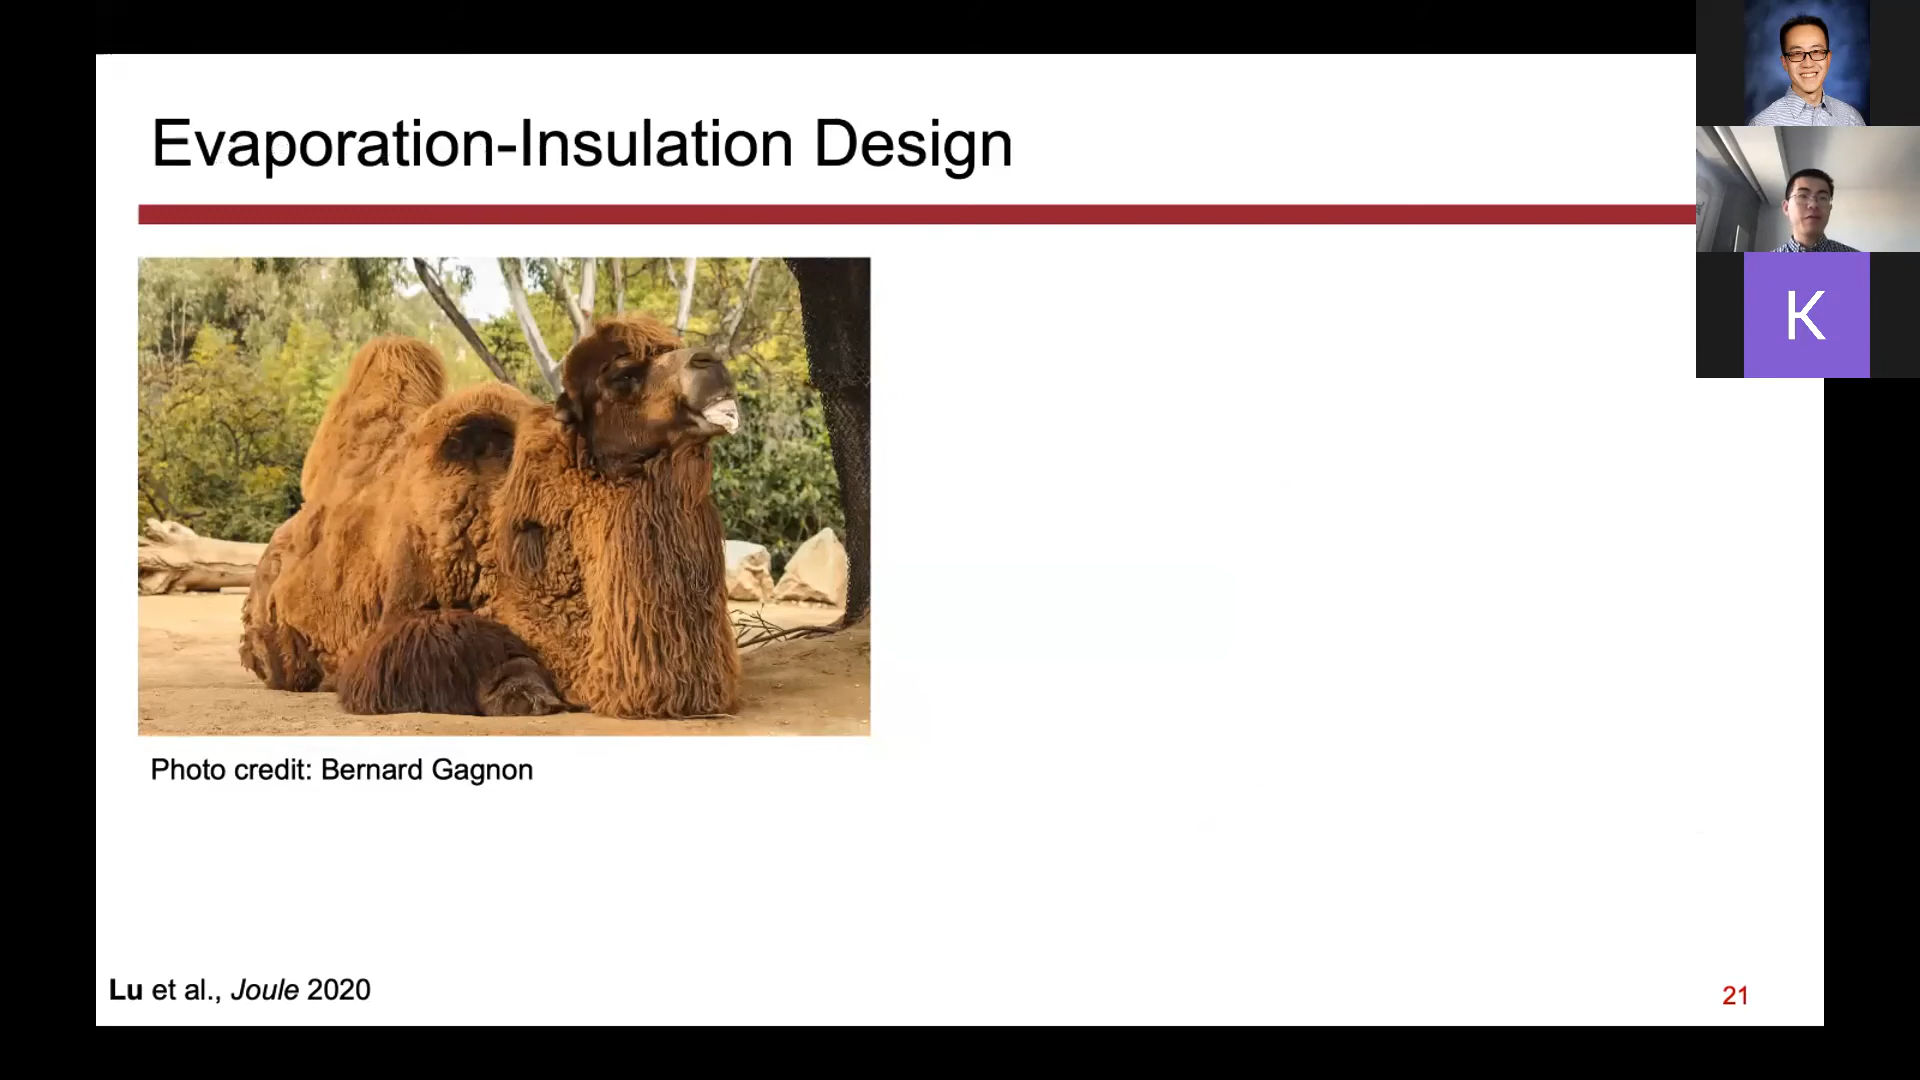 Evaporation-Insulation Design
K
Photo credit: Bernard Gagnon
Lu et al., Joule 2020
21